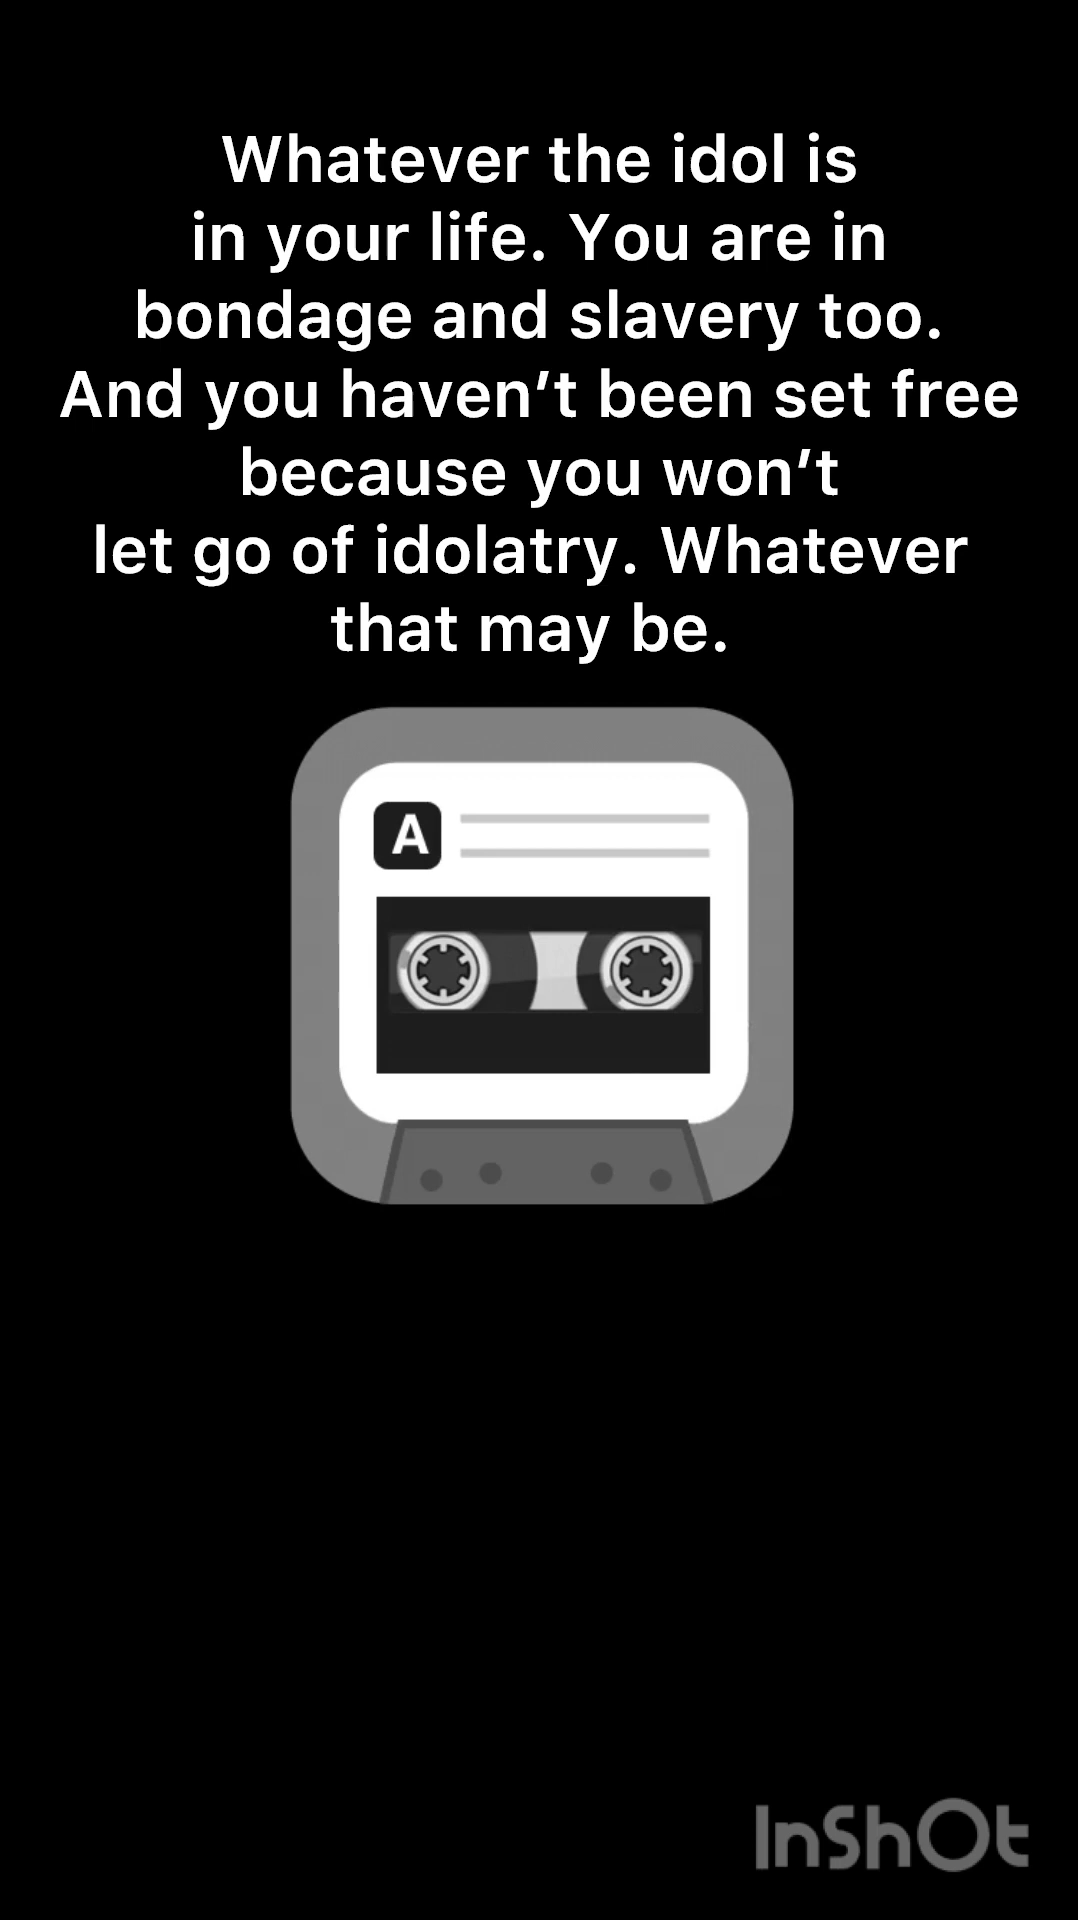 Whatever the idol is
in your life. You are in
bondage and slavery too.
And you haven’t been set free
because you won’t
let go of idolatry. Whatever
that may be.
A
InShOt